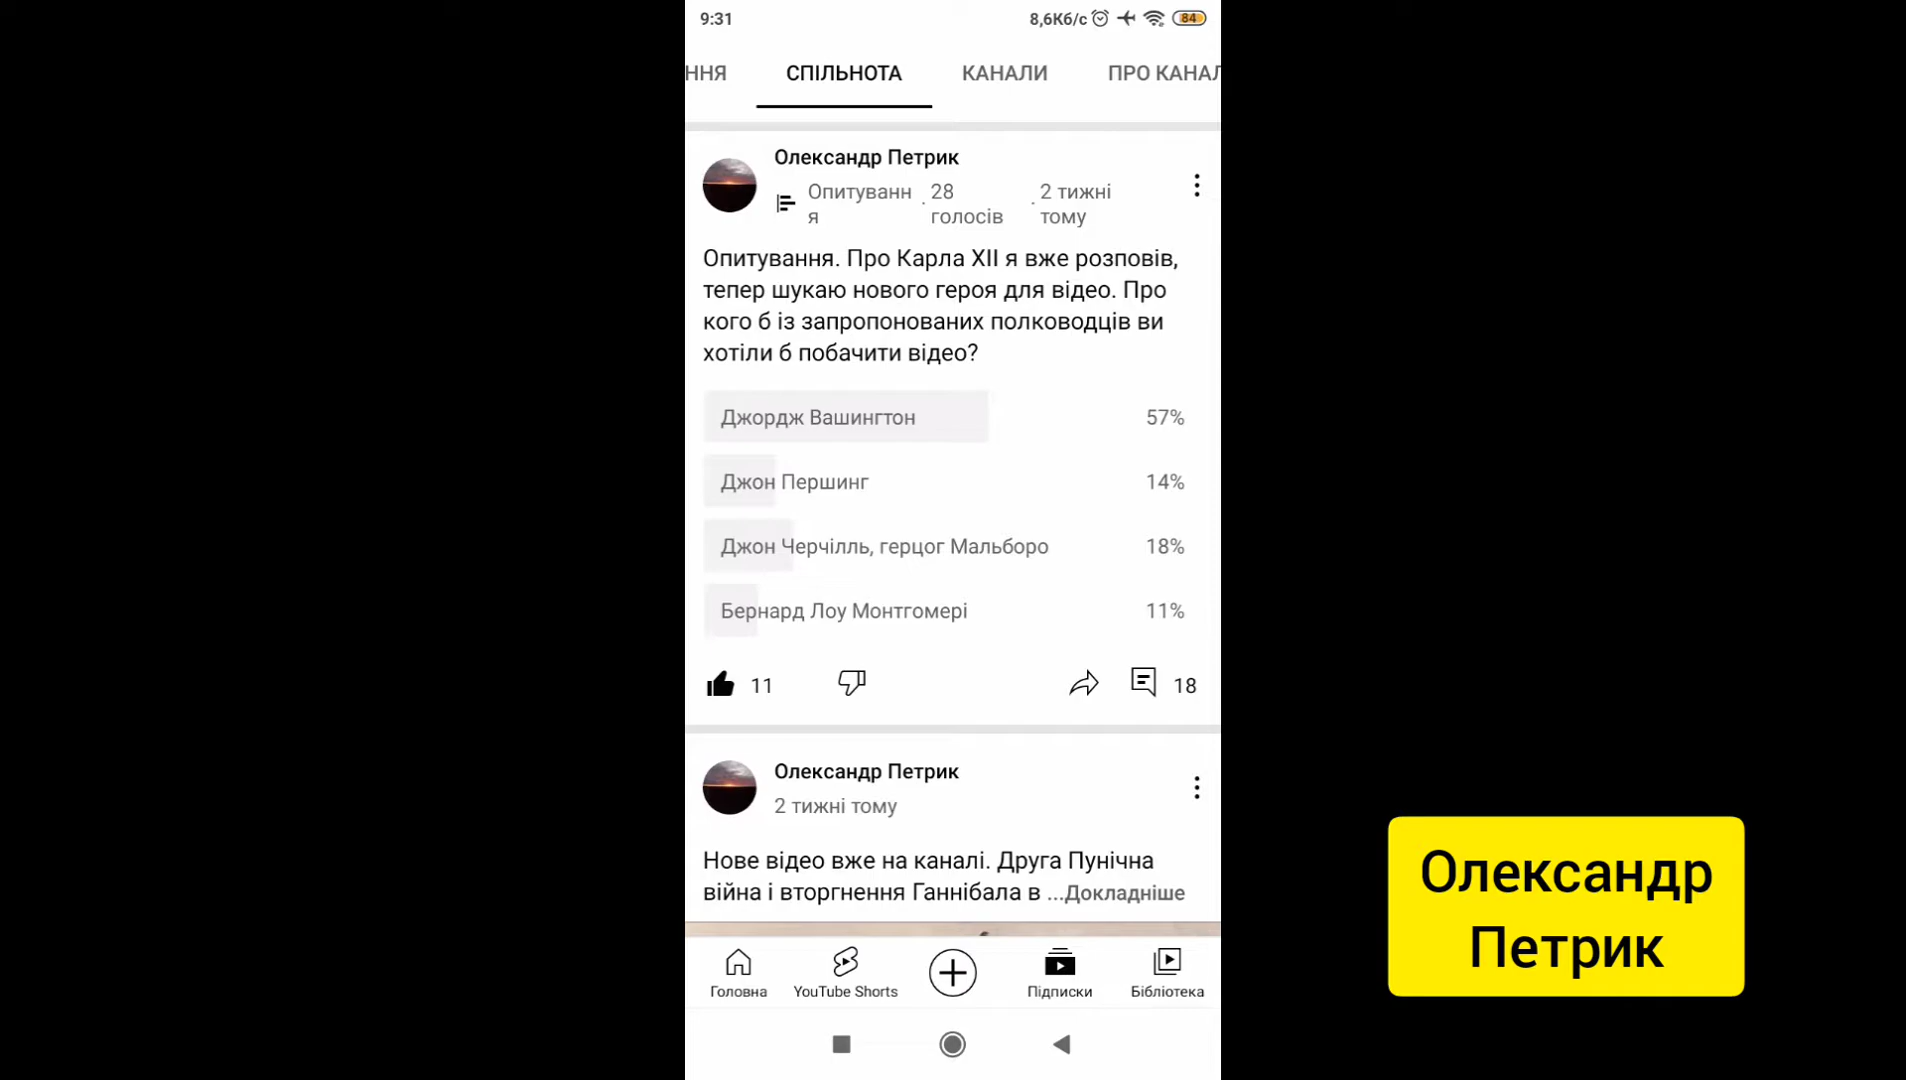 9:31
8,6Кб/с
84
ННЯ
СПІЛЬНОТА
КАНАЛИ
ПРО КАНАЛ
Олександр Петрик
Опитуванн
я
· 28
голосів
· 2 тижні
тому
Опитування. Про Карла XII я вже розповів,
тепер шукаю нового героя для відео. Про
кого б із запропонованих полководців ви
хотіли б побачити відео?
Джордж Вашингтон 57%
Джон Першинг 14%
Джон Черчілль, герцог Мальборо 18%
Бернард Лоу Монтгомері 11%
11
18
Олександр Петрик
2 тижні тому
Нове відео вже на каналі. Друга Пунічна
війна і вторгнення Ганнібала в ...Докладніше
Головна
YouTube Shorts
Підписки
Бібліотека
Олександр
Петрик